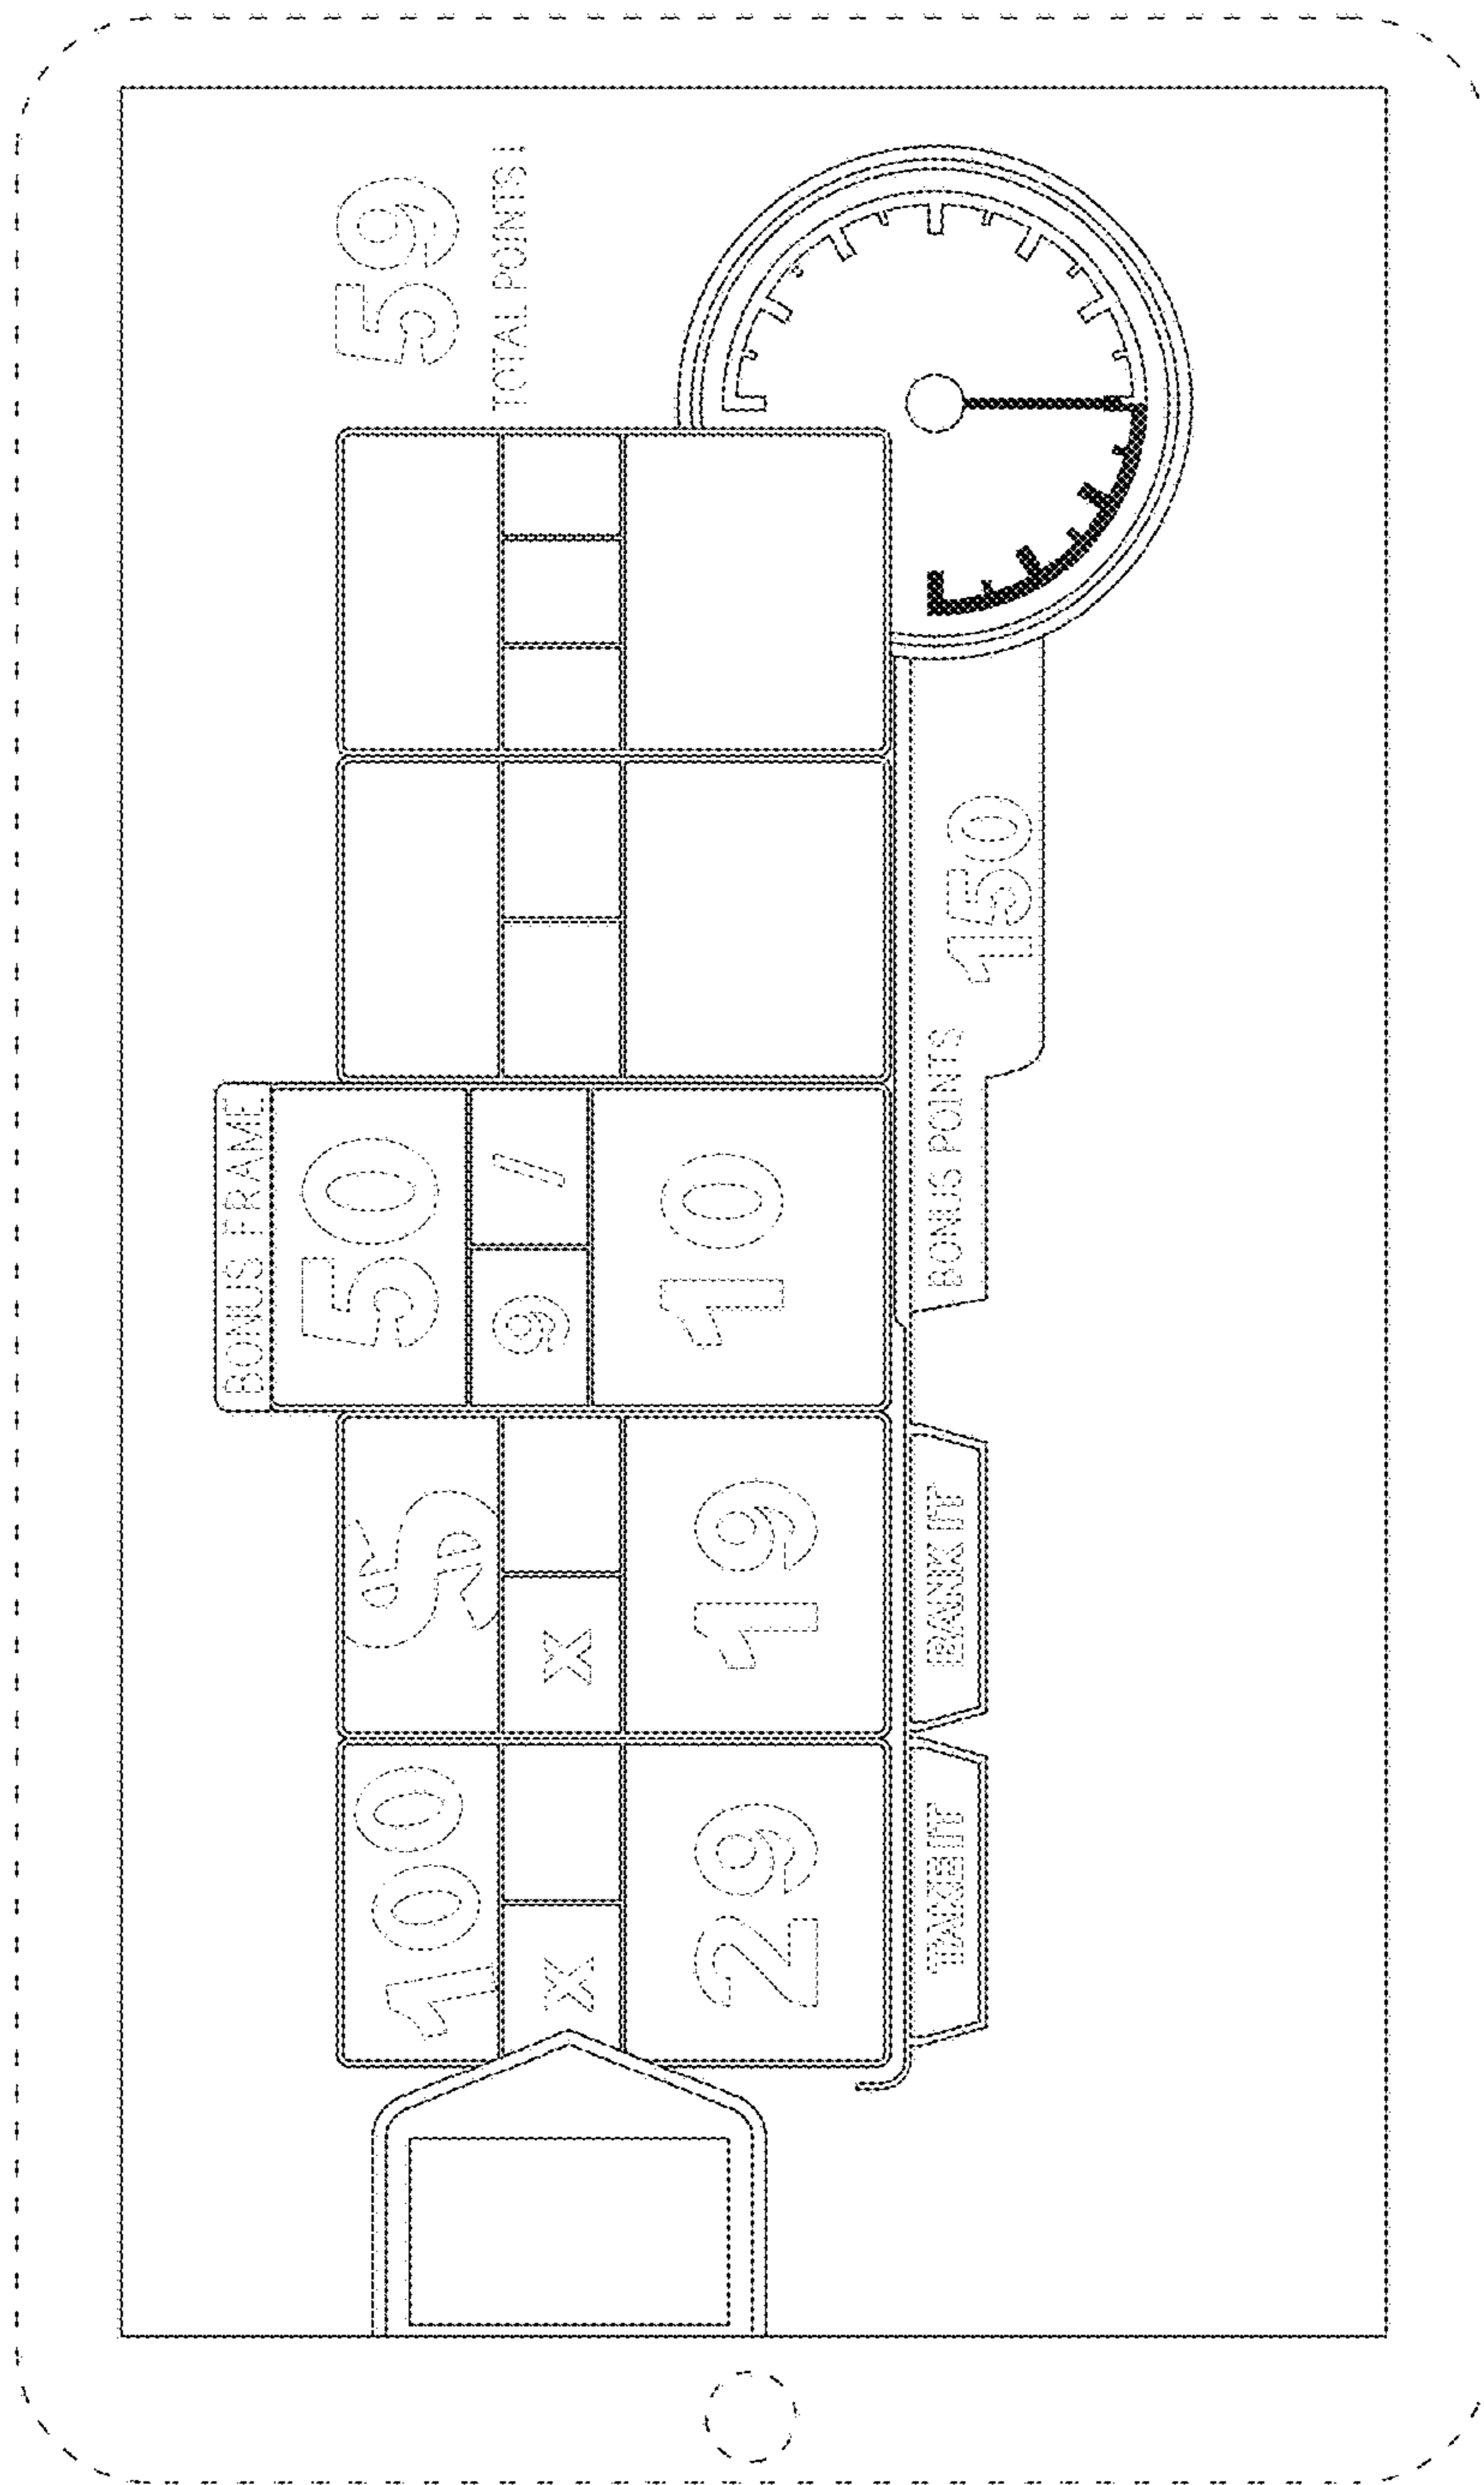 BONUS FRAME
100
50
59
x
x
9 /
TOTAL POINTS!
29
19
10
TAKE IT
BANK IT
BONUS POINTS
150